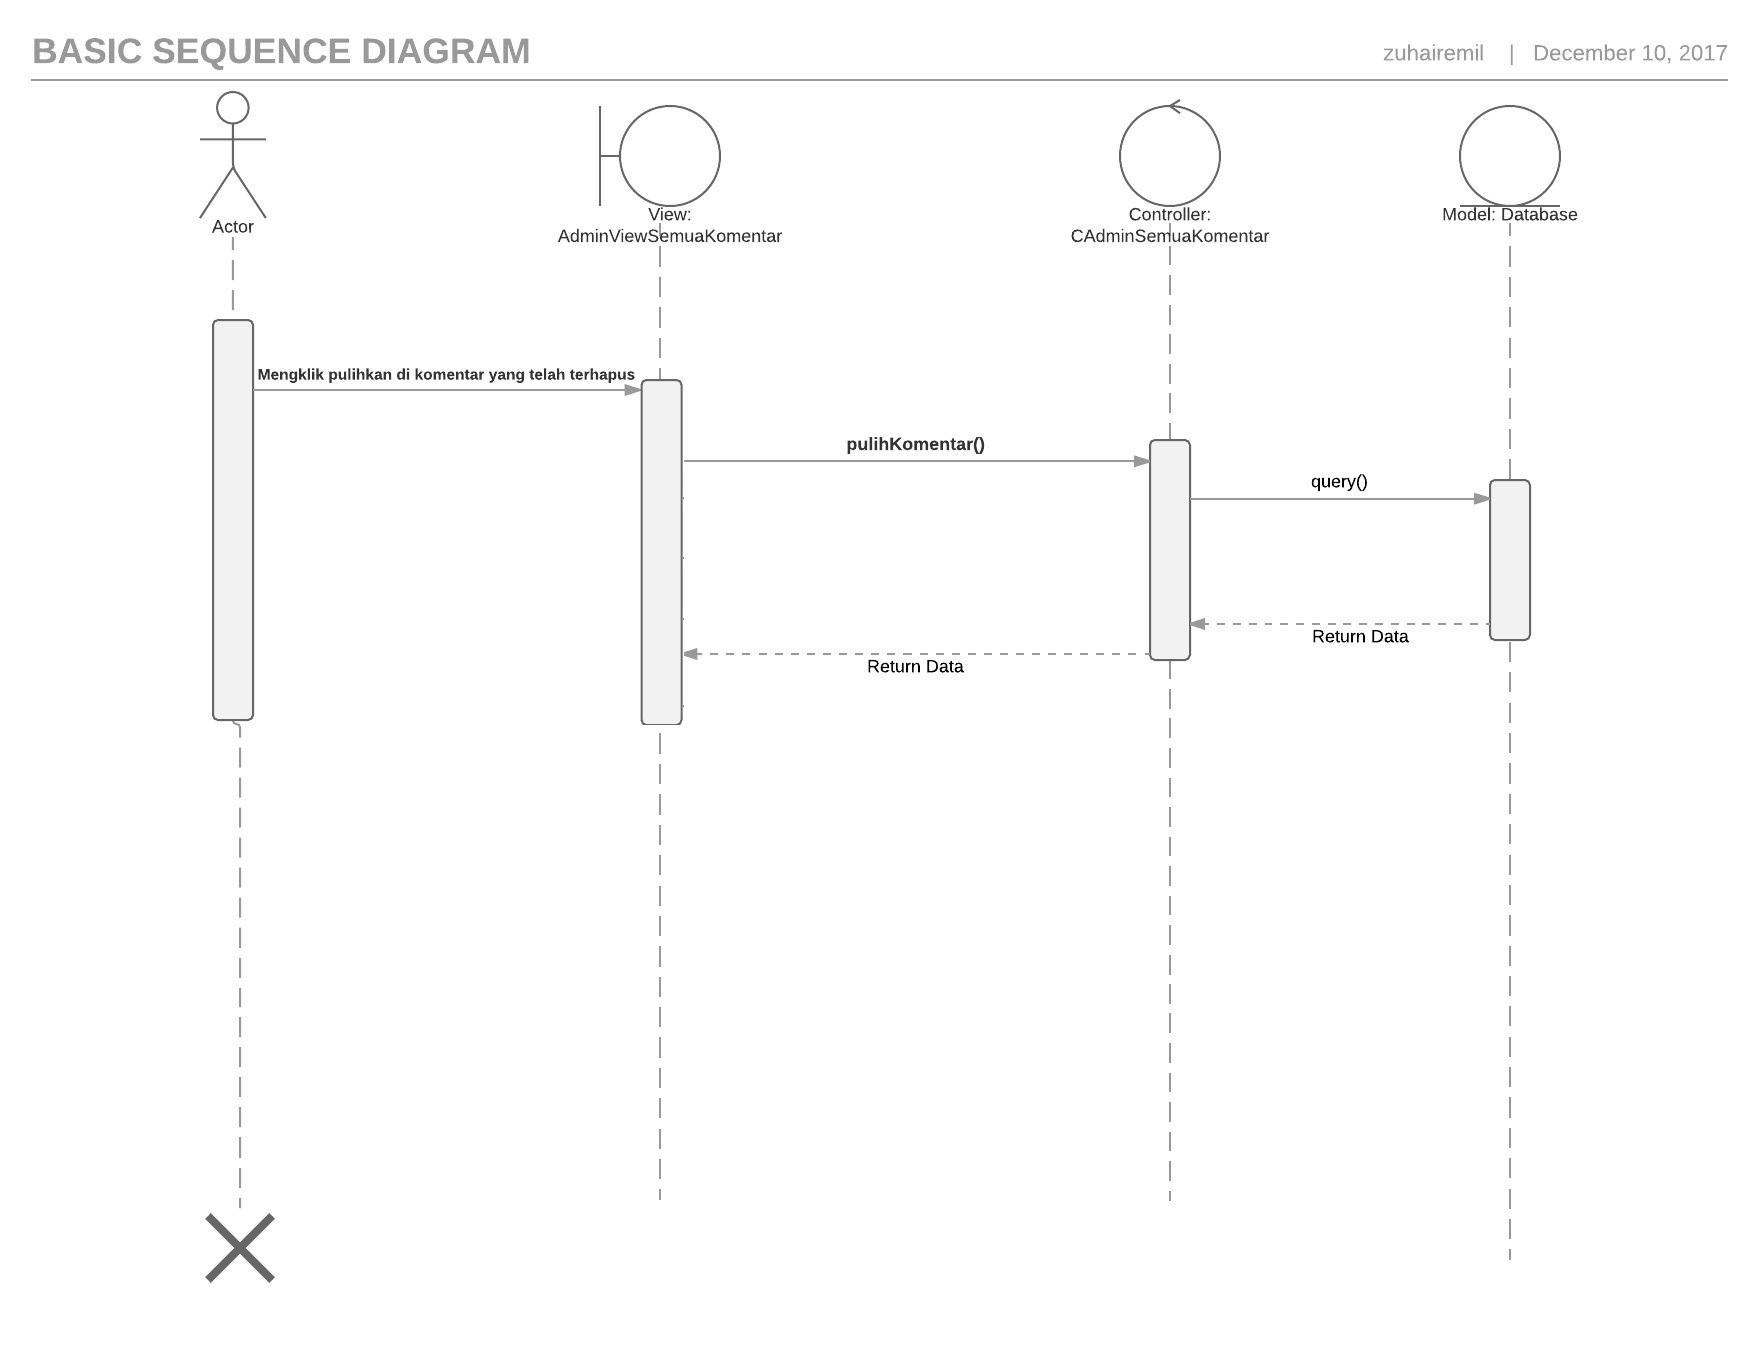 BASIC SEQUENCE DIAGRAM
zuhairemil | December 10, 2017
Actor
View:
AdminViewSemuaKomentar
Controller:
CAdminSemuaKomentar
Model: Database
Mengklik pulihkan di komentar yang telah terhapus
pulihKomentar()
query()
Return Data
Return Data